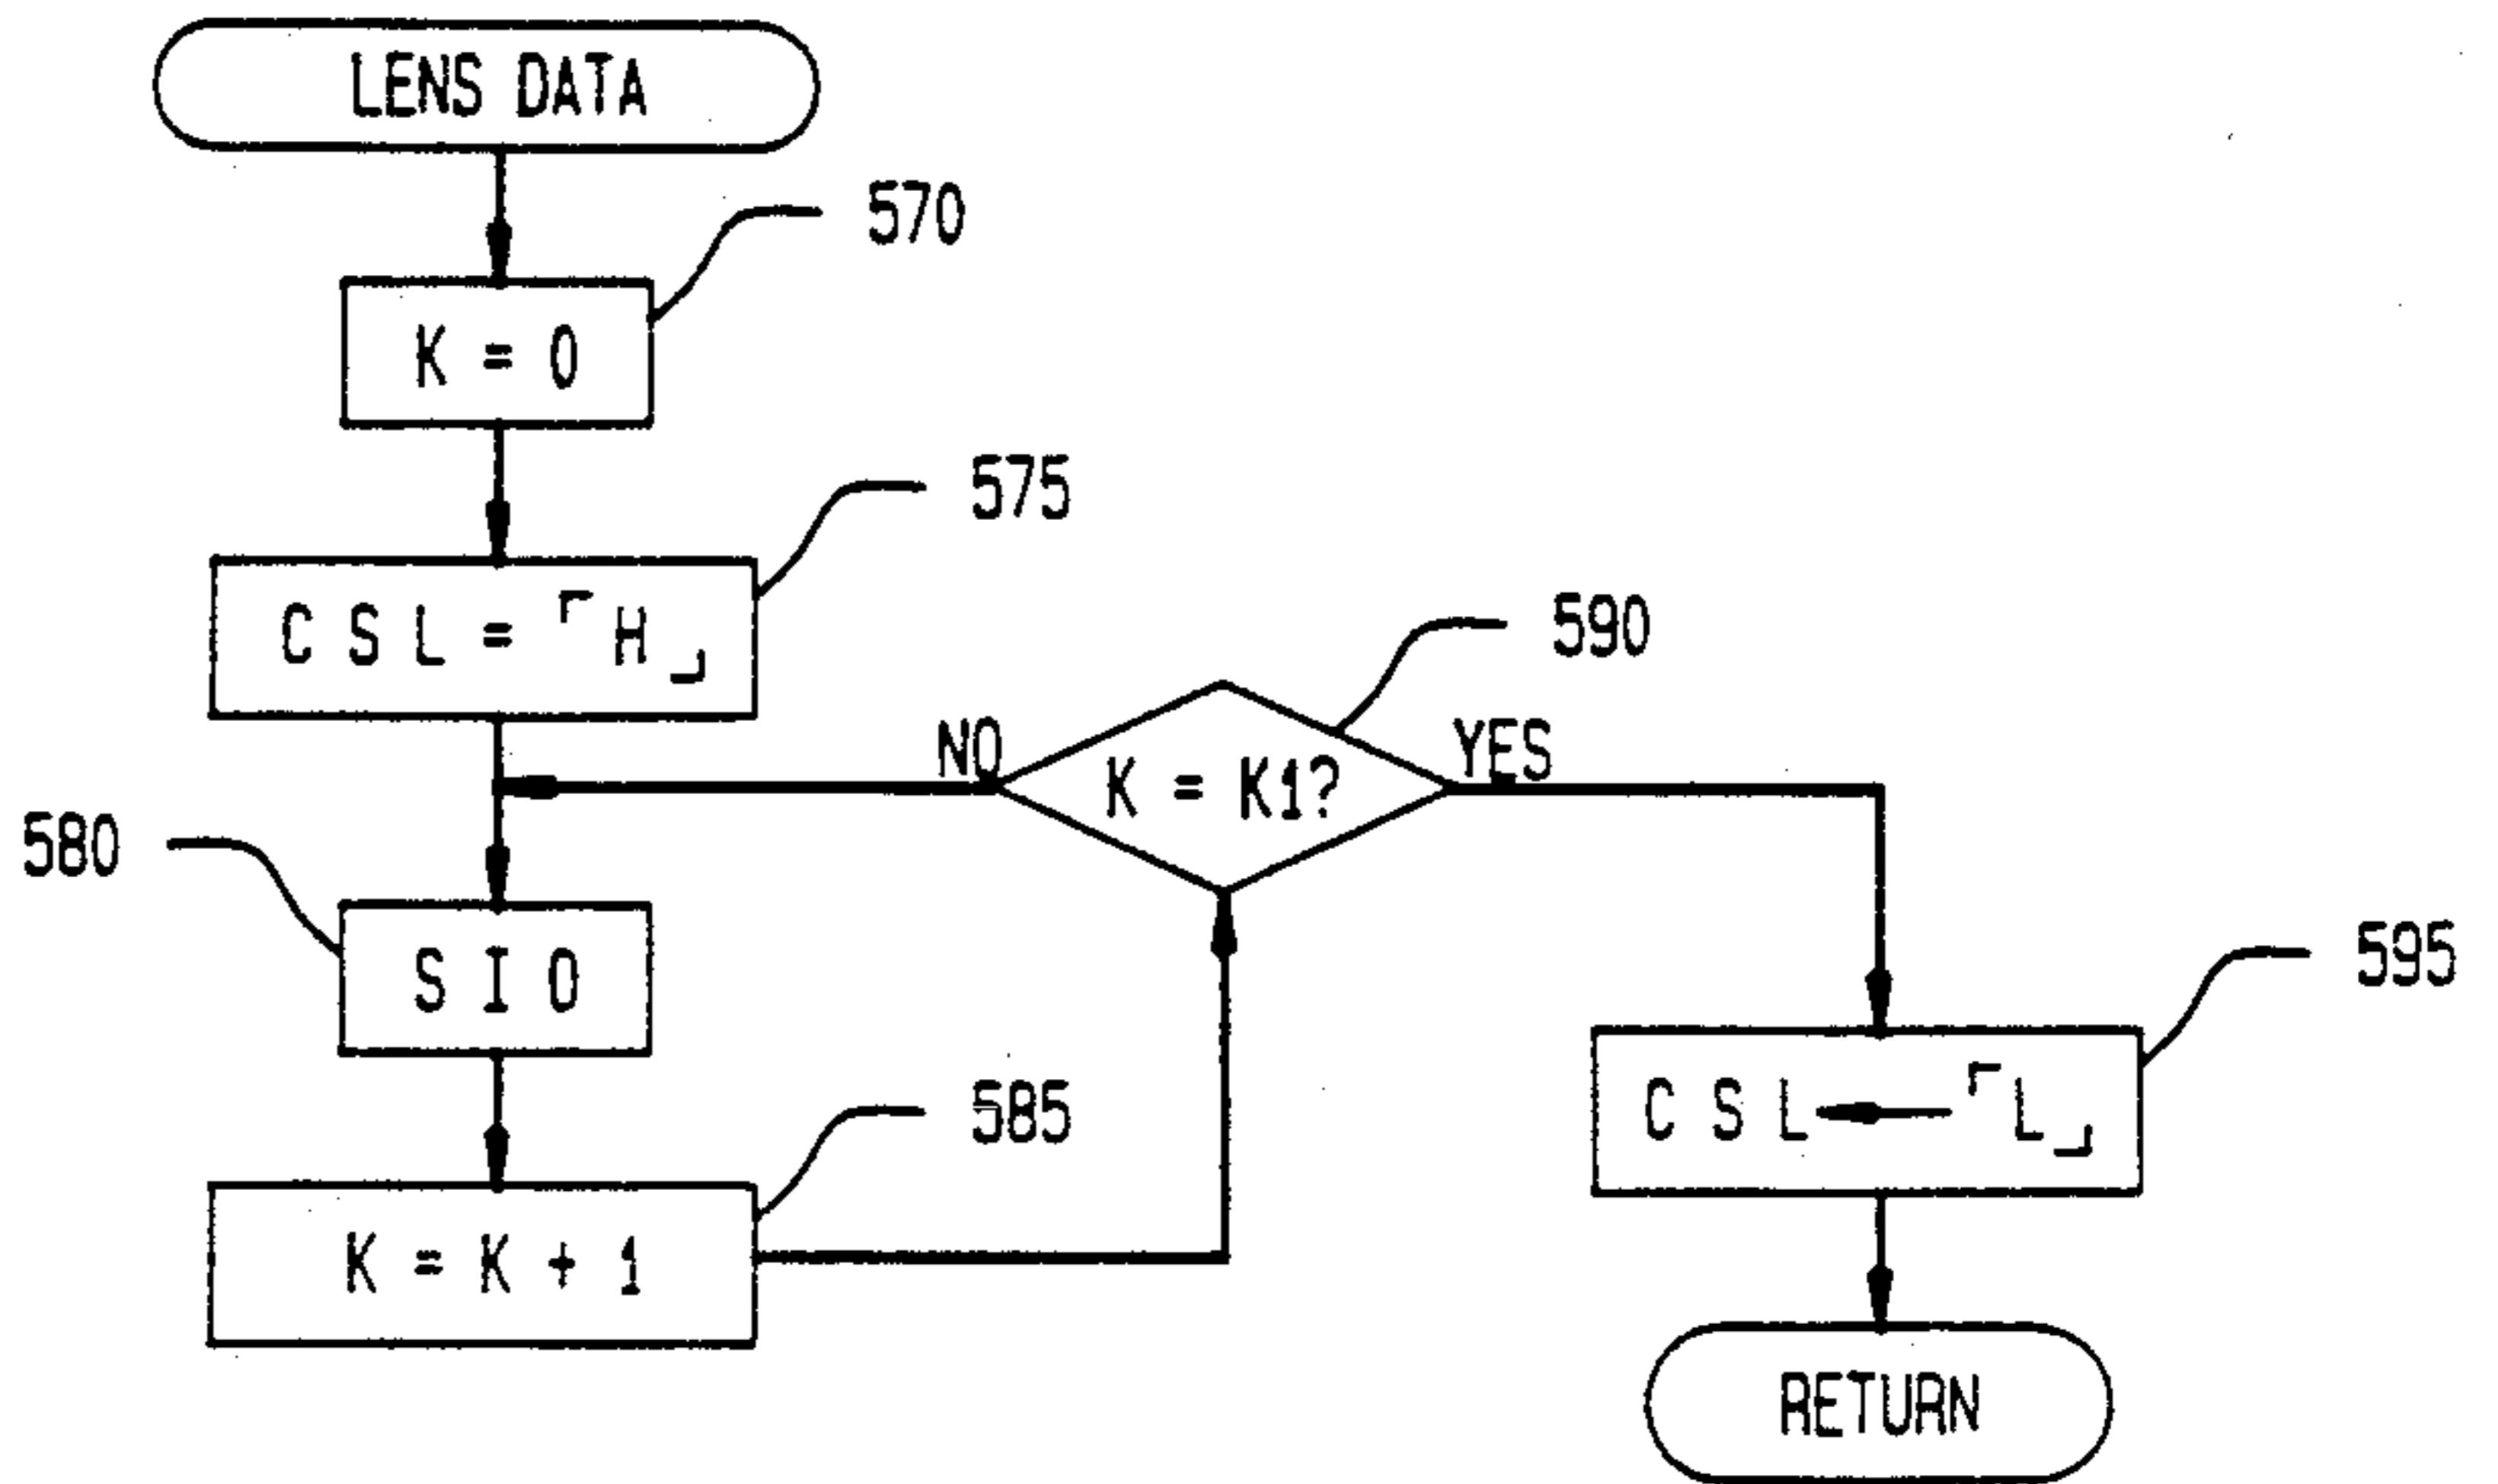 LENS DATA
570
K = 0
575
C S L = 「 H 」
590
NO
YES
K = K1?
580
S I O
595
C S L ← 「 L 」
585
K = K + 1
RETURN